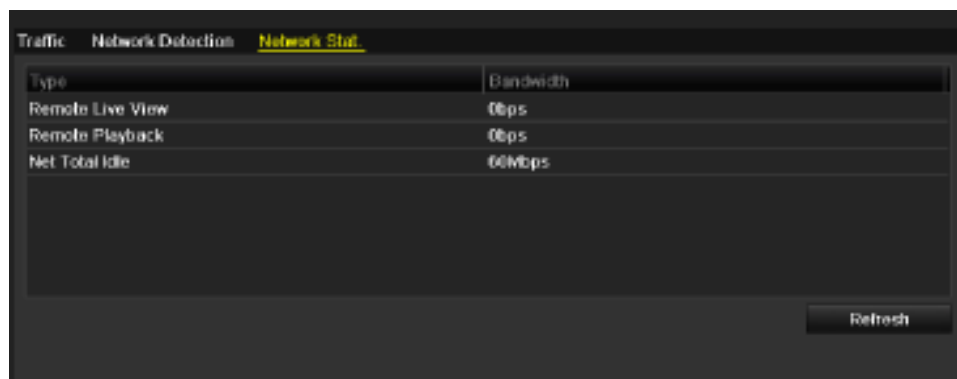 Traffic Network Detection Network Stat.
Type Bandwidth
Remote Live View 0bps
Remote Playback 0bps
Net Total Idle 60Mbps
Refresh